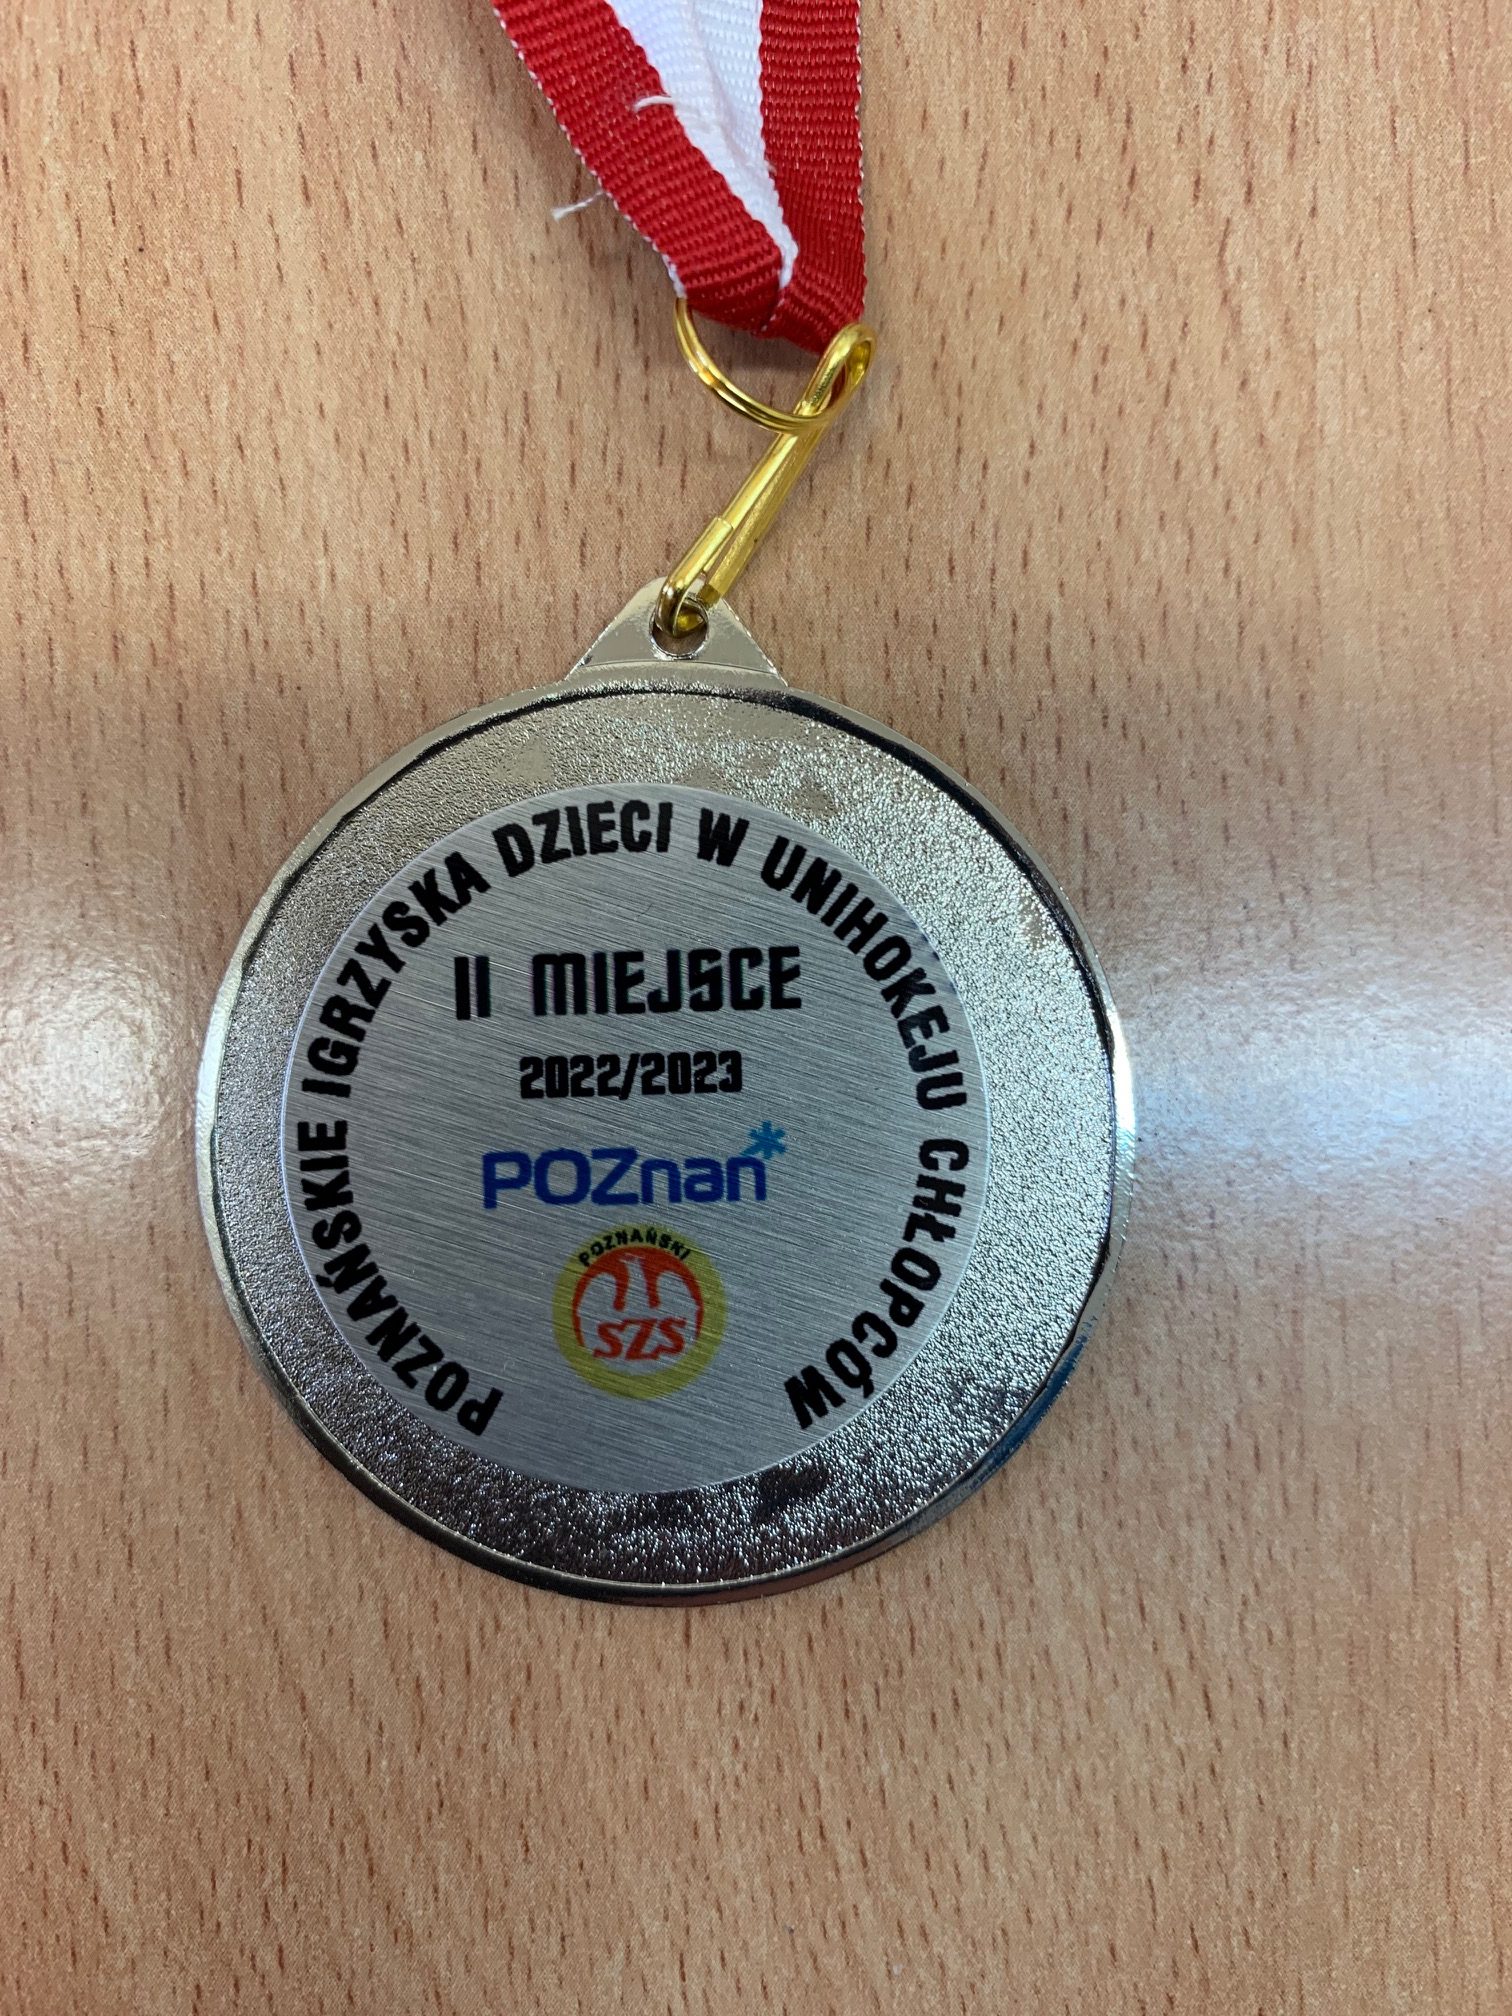 POZNAŃSKIE IGRZYSKA DZIECI W UNIHOKEJU CHŁOPCÓW
II MIEJSCE
2022/2023
POZnan*
POZNAŃSKI
SZS